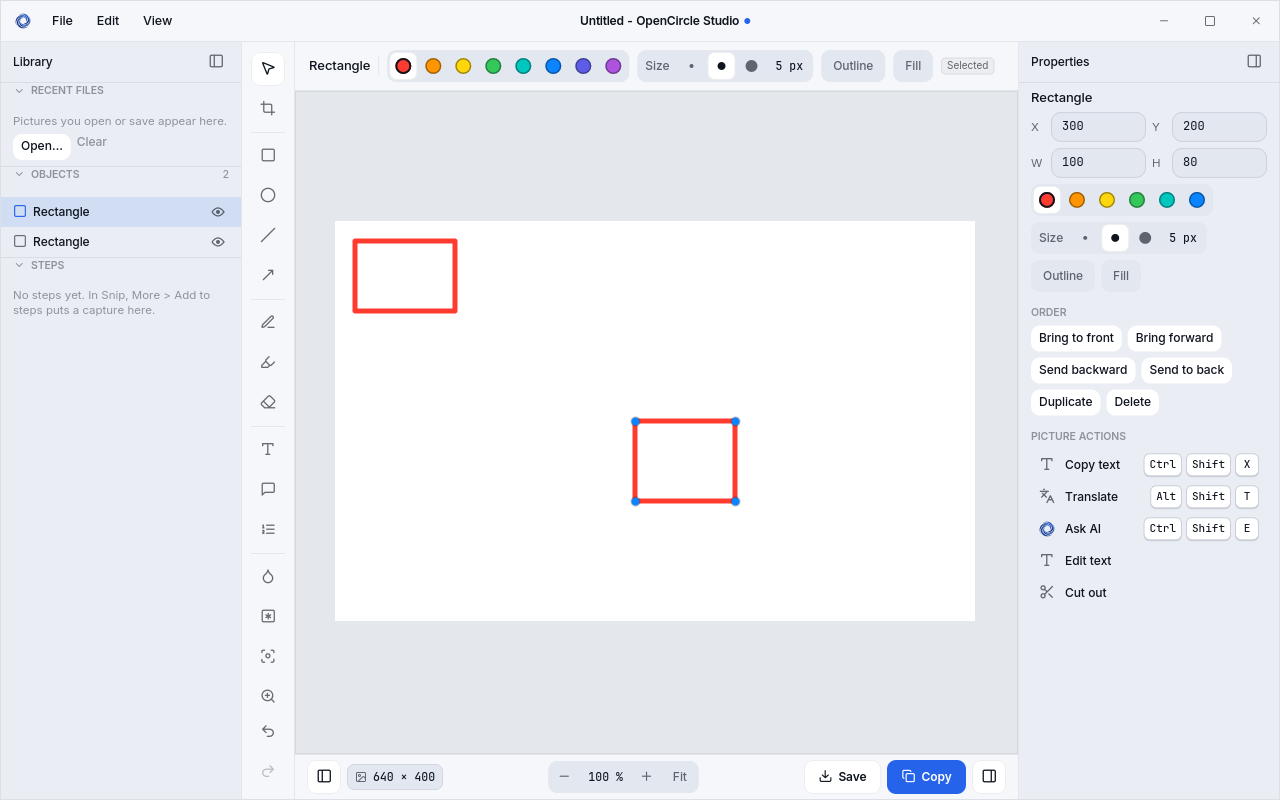 File Edit View
Untitled - OpenCircle Studio
Library
RECENT FILES
Pictures you open or save appear here.
Open... Clear
OBJECTS 2
Rectangle
Rectangle
STEPS
No steps yet. In Snip, More > Add to
steps puts a capture here.
Rectangle Size 5 px Outline Fill Selected
640 × 400
100 % Fit
Save Copy
Properties
Rectangle
X 300 Y 200
W 100 H 80
Size 5 px
Outline Fill
ORDER
Bring to front Bring forward
Send backward Send to back
Duplicate Delete
PICTURE ACTIONS
Copy text Ctrl Shift X
Translate Alt Shift T
Ask AI Ctrl Shift E
Edit text
Cut out